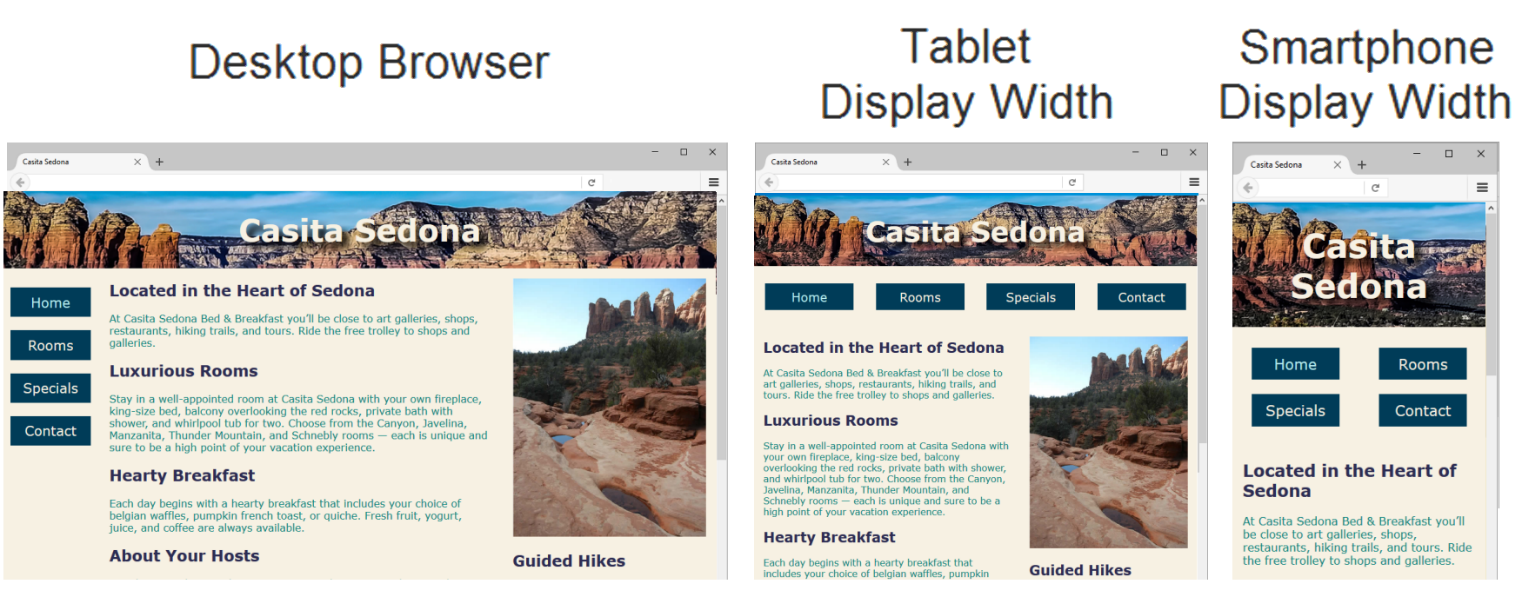 Desktop Browser
Tablet
Display Width
Smartphone
Display Width
Casita Sedona
Casita Sedona
Home
Rooms
Specials
Contact
Located in the Heart of Sedona
At Casita Sedona Bed & Breakfast you’ll be close to art galleries, shops,
restaurants, hiking trails, and tours. Ride the free trolley to shops and
galleries.
Luxurious Rooms
Stay in a well-appointed room at Casita Sedona with your own fireplace,
king-size bed, balcony overlooking the red rocks, private bath with
shower, and whirlpool tub for two. Choose from the Canyon, Javelina,
Manzanita, Thunder Mountain, and Schnebly rooms — each is unique and
sure to be a high point of your vacation experience.
Hearty Breakfast
Each day begins with a hearty breakfast that includes your choice of
belgian waffles, pumpkin french toast, or quiche. Fresh fruit, yogurt,
juice, and coffee are always available.
About Your Hosts
Guided Hikes
Casita Sedona
Casita Sedona
Home
Rooms
Specials
Contact
Located in the Heart of Sedona
At Casita Sedona Bed & Breakfast you’ll be close to
art galleries, shops, restaurants, hiking trails, and
tours. Ride the free trolley to shops and galleries.
Luxurious Rooms
Stay in a well-appointed room at Casita Sedona with
your own fireplace, king-size bed, balcony
overlooking the red rocks, private bath with shower,
and whirlpool tub for two. Choose from the Canyon,
Javelina, Manzanita, Thunder Mountain, and
Schnebly rooms — each is unique and sure to be a
high point of your vacation experience.
Hearty Breakfast
Each day begins with a hearty breakfast that
includes your choice of belgian waffles, pumpkin
Guided Hikes
Casita Sedona
Casita
Sedona
Home
Rooms
Specials
Contact
Located in the Heart of
Sedona
At Casita Sedona Bed & Breakfast you’ll
be close to art galleries, shops,
restaurants, hiking trails, and tours. Ride
the free trolley to shops and galleries.